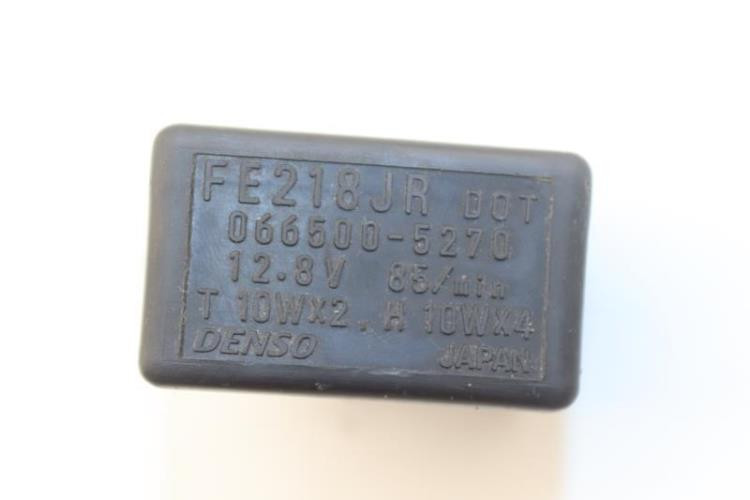 FE218JR DOT
066500-5270
12.8V 85/min
T 10WX2, H 10WX4
DENSO JAPAN